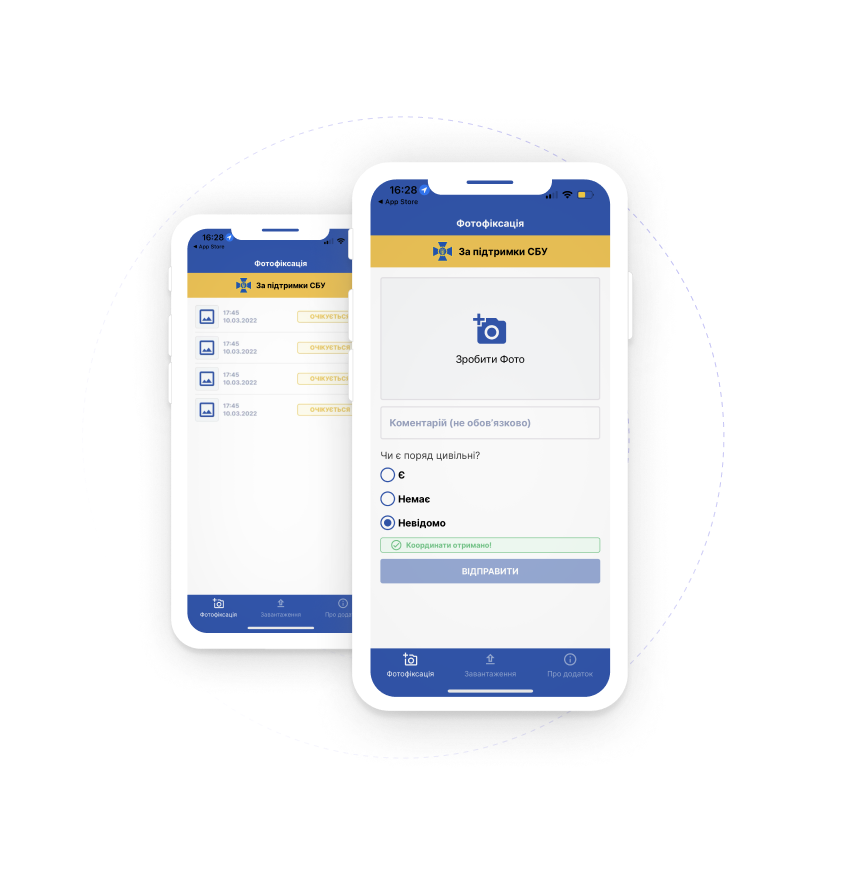 16:28
App Store
Фотофіксація
За підтримки СБУ
17:45
10.03.2022
ОЧІКУЄТЬСЯ
17:45
10.03.2022
ОЧІКУЄТЬСЯ
17:45
10.03.2022
ОЧІКУЄТЬСЯ
17:45
10.03.2022
ОЧІКУЄТЬСЯ
Фотофіксація
Завантаження
Про дода
16:28
App Store
Фотофіксація
За підтримки СБУ
Зробити Фото
Коментарій (не обов'язково)
Чи є поряд цивільні?
Є
Немає
Невідомо
Координати отримано!
ВІДПРАВИТИ
Фотофіксація
Завантаження
Про додаток